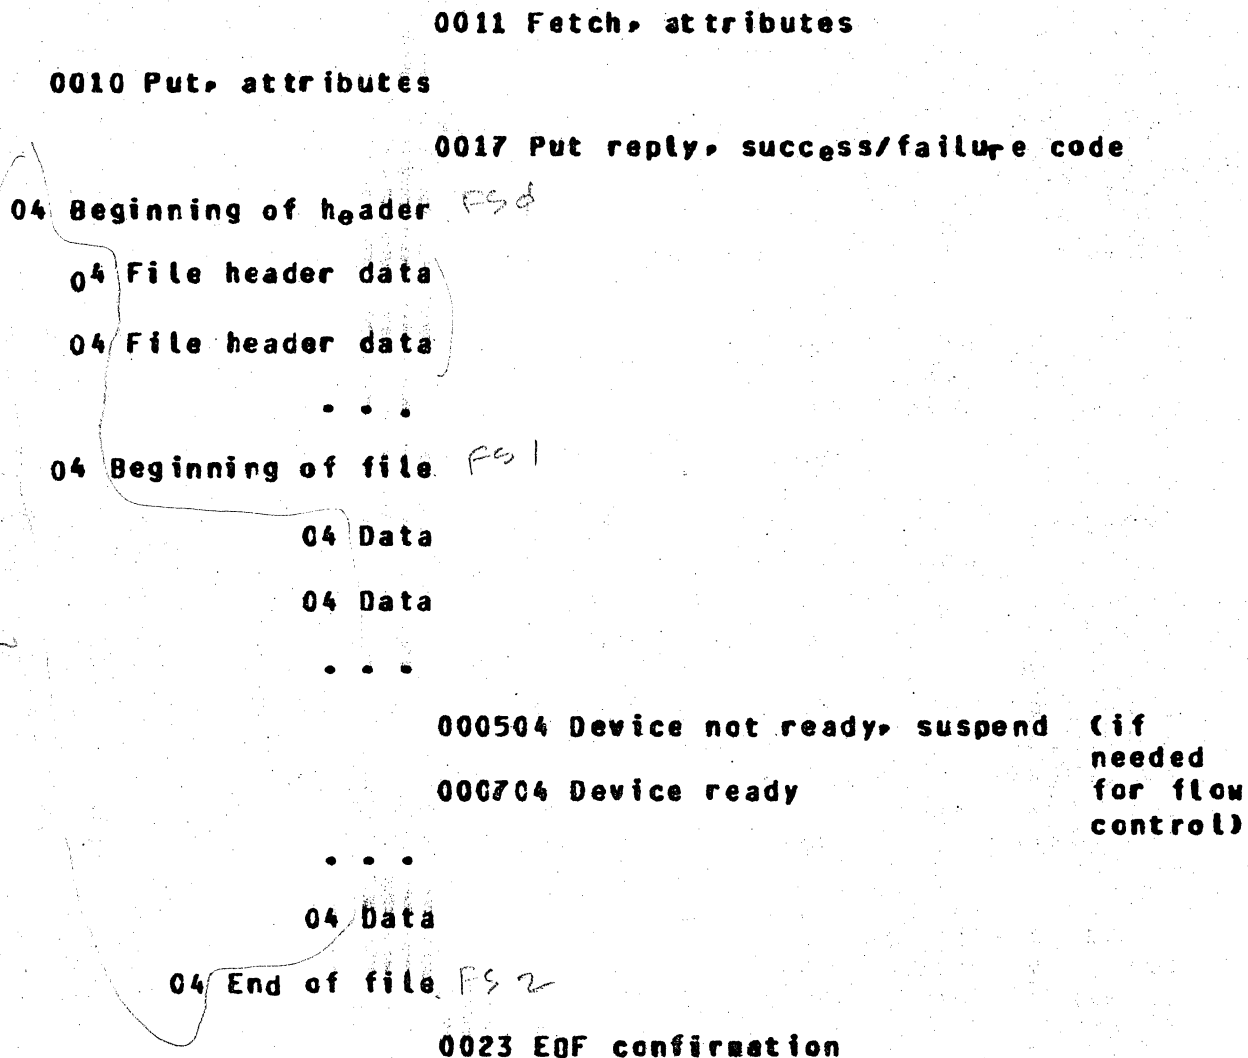 0011 Fetch, attributes
0010 Put, attributes
0017 Put reply, success/failure code
04 Beginning of header FS0
04 File header data
04 File header data
. . .
04 Beginning of file FS1
04 Data
04 Data
. . .
000504 Device not ready, suspend (if
needed
000704 Device ready for flow
control)
. . .
04 Data
04 End of file FS2
0023 EOF confirmation